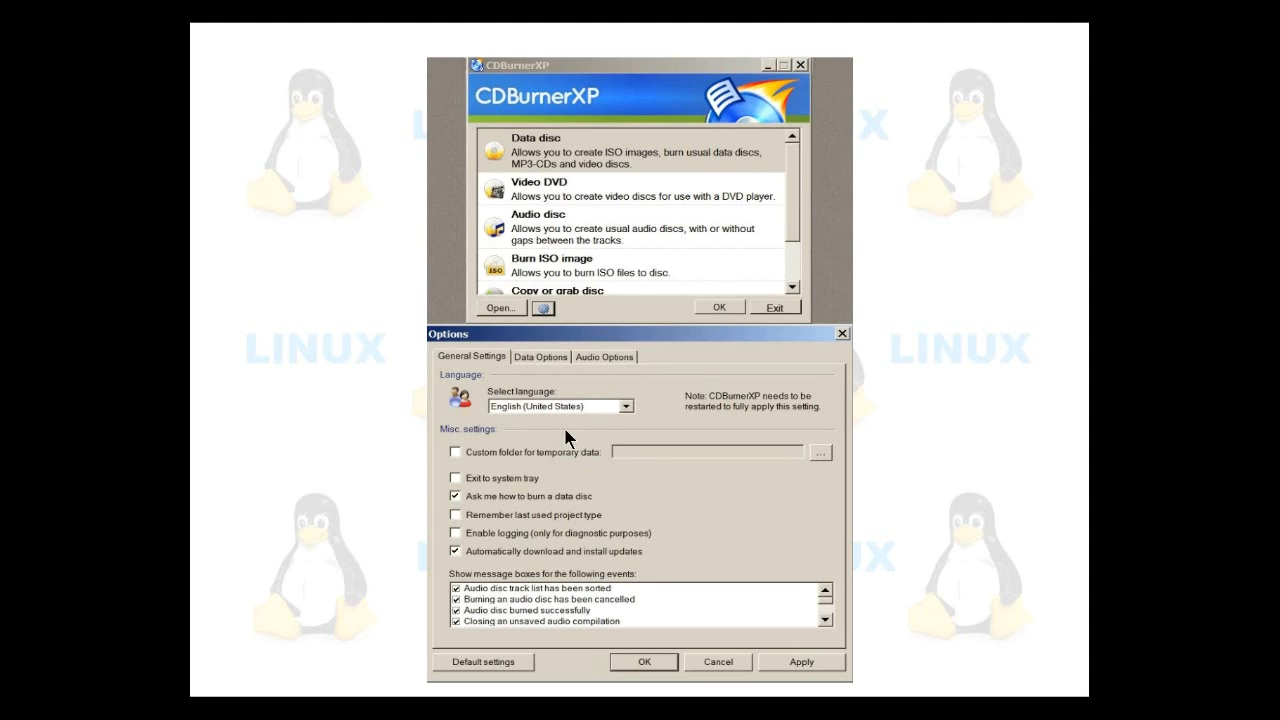 CDBurnerXP
CDBurnerXP
Data disc
Allows you to create ISO images, burn usual data discs,
MP3-CDs and video discs.
Video DVD
Allows you to create video discs for use with a DVD player.
Audio disc
Allows you to create usual audio discs, with or without
gaps between the tracks.
Burn ISO image
ISO
Allows you to burn ISO files to disc.
Copy or grab disc
Open...
OK
Exit
Options
General Settings
Data Options
Audio Options
Language:
Select language:
English (United States)
Note: CDBurnerXP needs to be
restarted to fully apply this setting.
Misc. settings:
Custom folder for temporary data:
...
Exit to system tray
Ask me how to burn a data disc
Remember last used project type
Enable logging (only for diagnostic purposes)
Automatically download and install updates
Show message boxes for the following events:
Audio disc track list has been sorted
Burning an audio disc has been cancelled
Audio disc burned successfully
Closing an unsaved audio compilation
Default settings
OK
Cancel
Apply
LINUX
LINUX